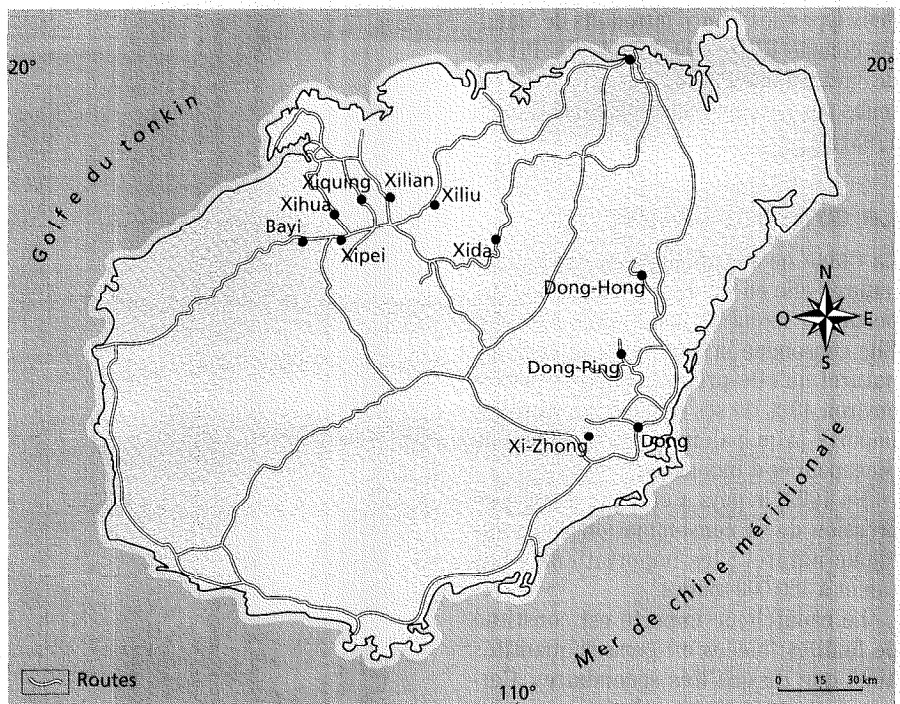 20°
20°
Golfe du tonkin
Xiquing
Xilian
Xihua
Xiliu
Bayi
Xipei
Xida
Dong-Hong
N
O
E
S
Dong-Ping
Xi-Zhong
Dong
Mer de chine méridionale
Routes
110°
0 15 30 km